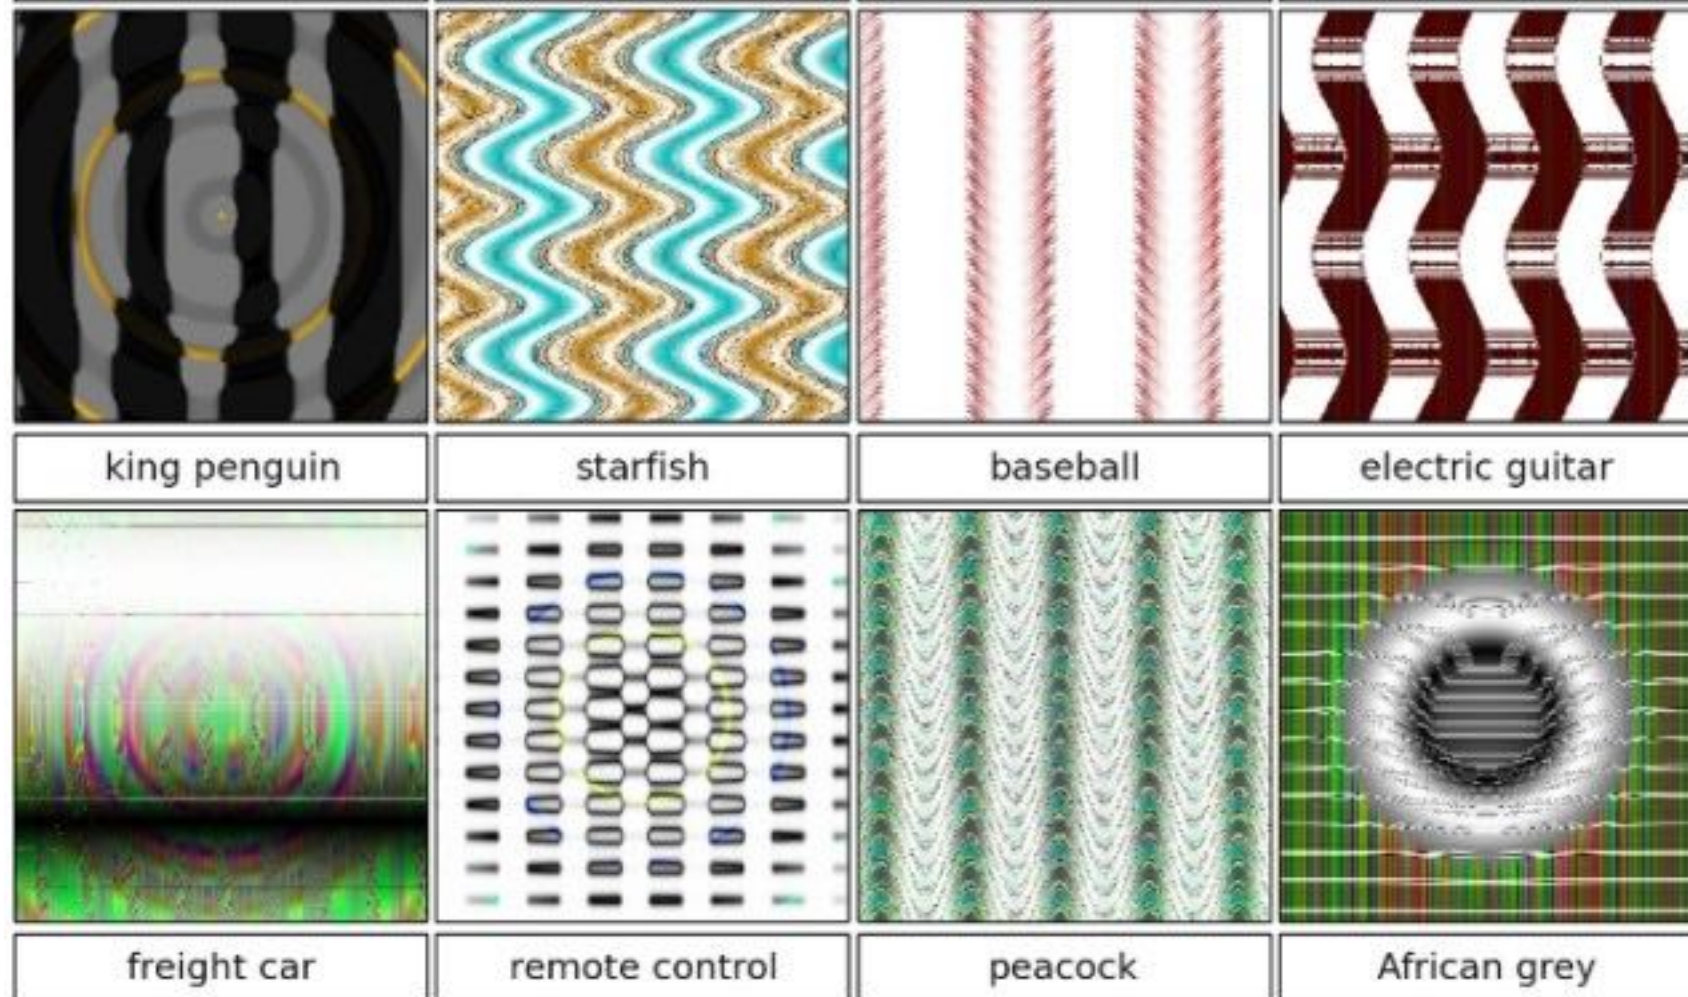 king penguin
starfish
baseball
electric guitar
freight car
remote control
peacock
African grey